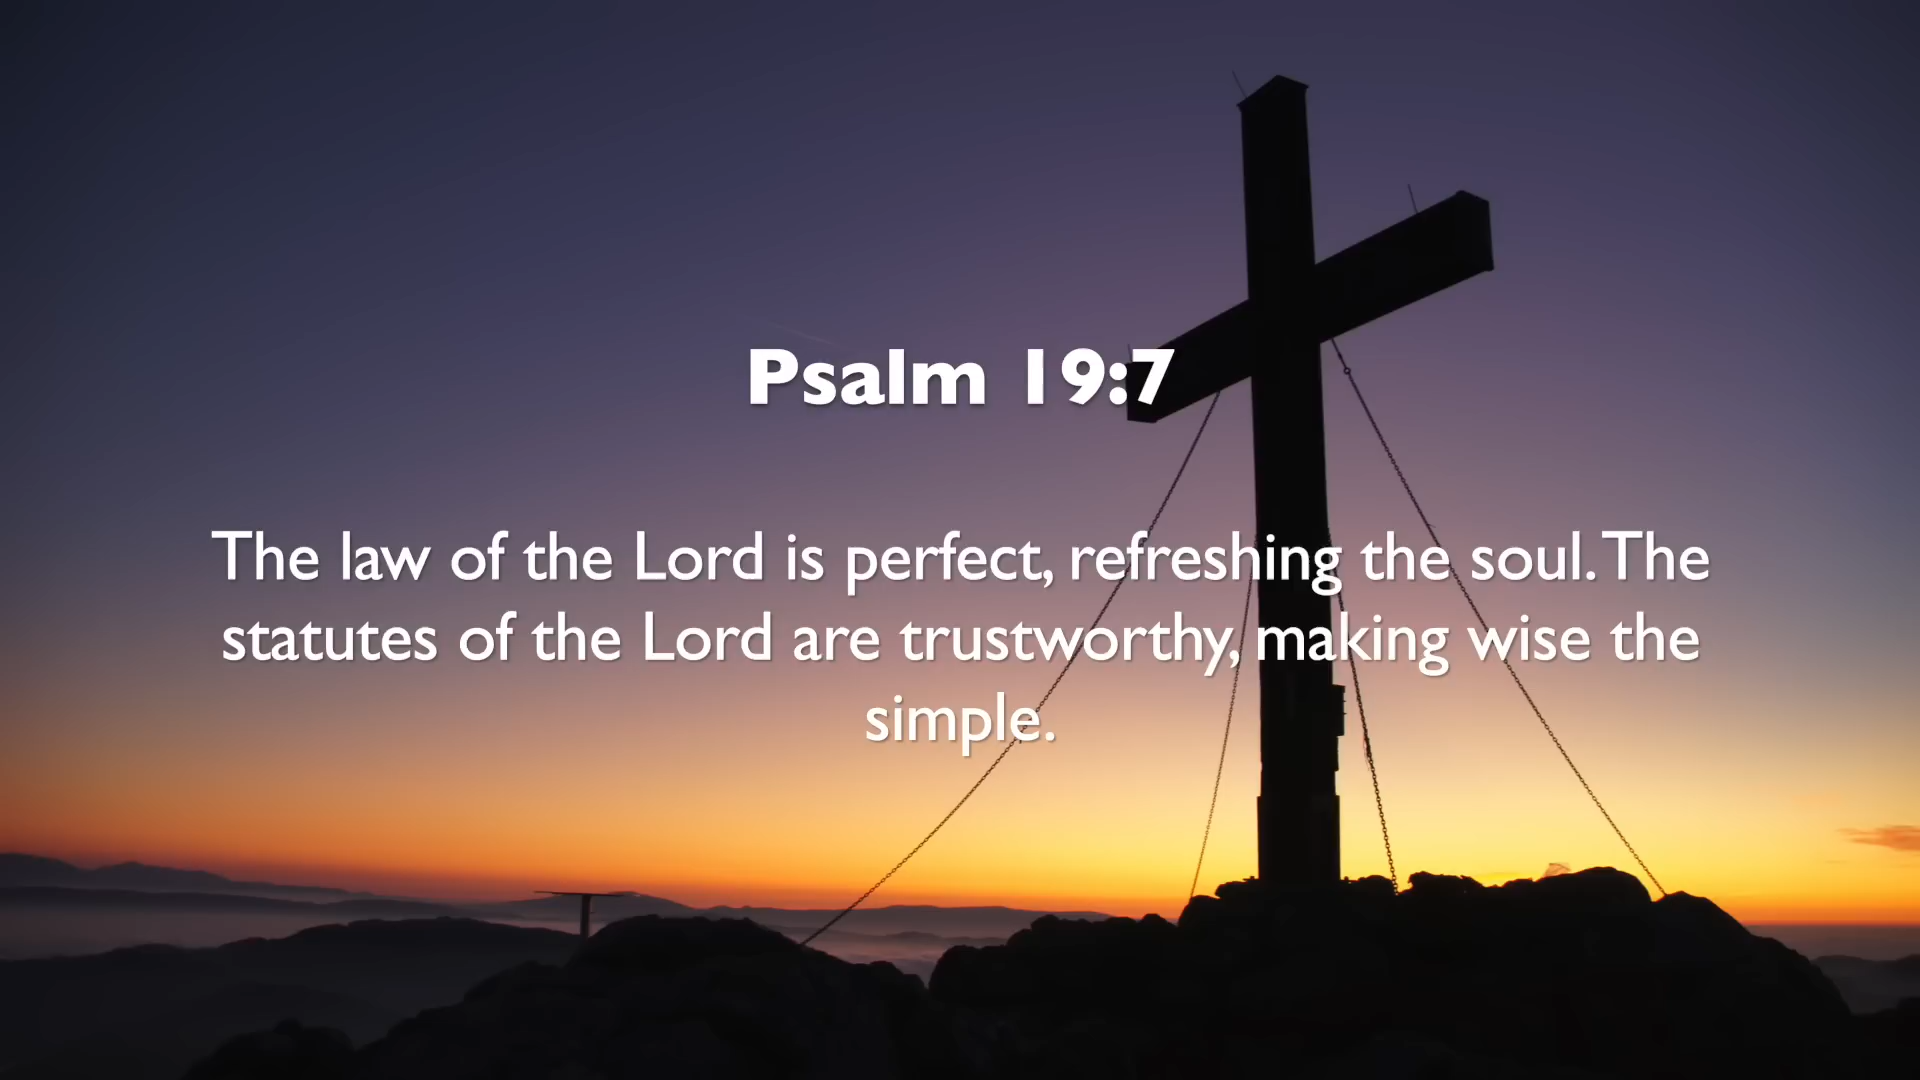 Psalm 19:7
The law of the Lord is perfect, refreshing the soul. The
statutes of the Lord are trustworthy, making wise the
simple.